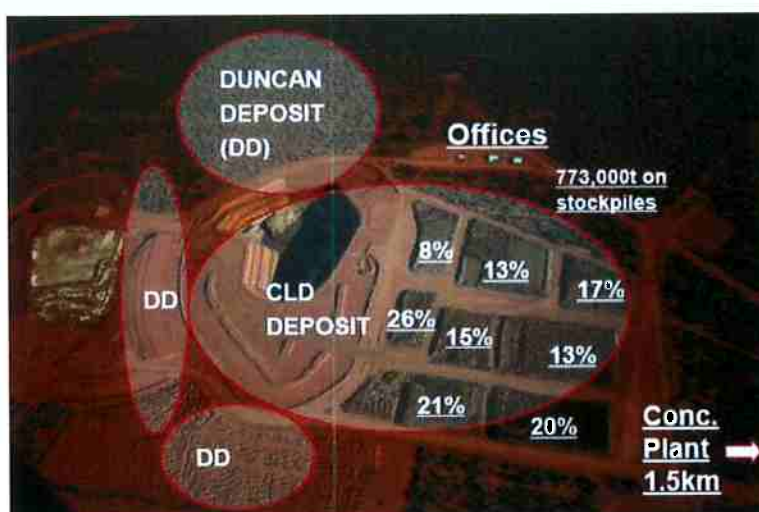 DUNCAN
DEPOSIT
(DD)
Offices
773,000t on
stockpiles
8%
13%
17%
DD
CLD
DEPOSIT
26%
15%
13%
21%
20%
DD
Conc.
Plant
1.5km